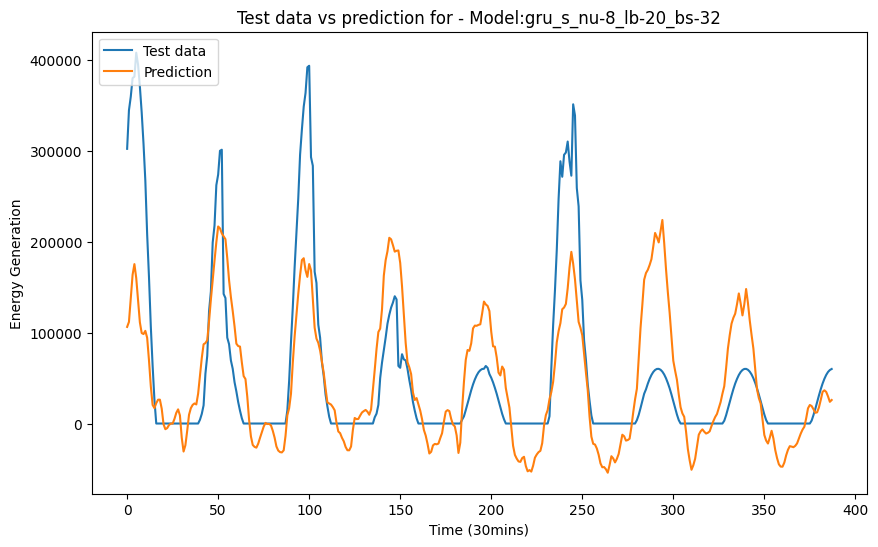 Test data vs prediction for - Model:gru_s_nu-8_lb-20_bs-32
Test data
Prediction
Energy Generation
400000
300000
200000
100000
0
0 50 100 150 200 250 300 350 400
Time (30mins)